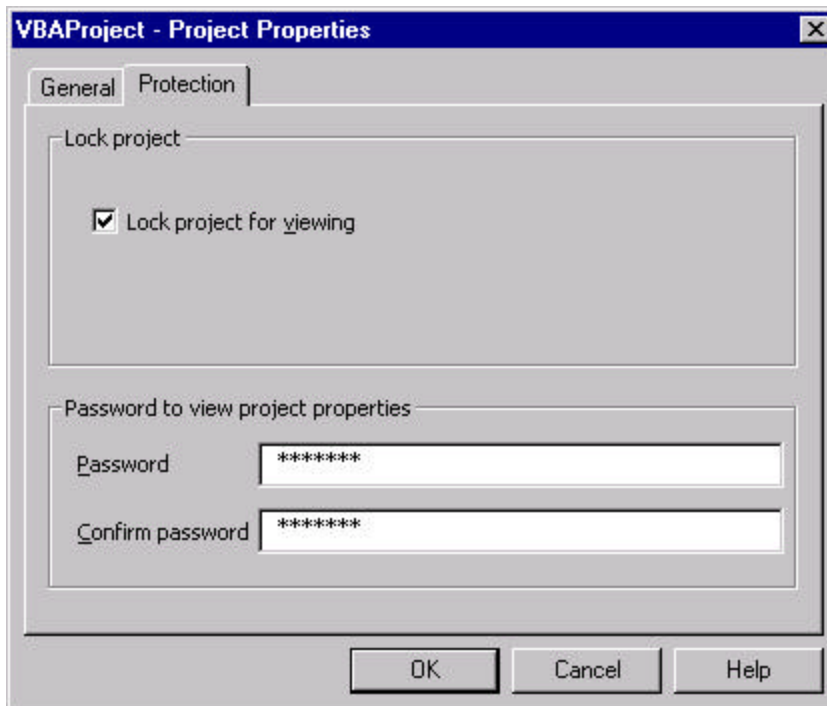 VBAProject - Project Properties
General Protection
Lock project
Lock project for viewing
Password to view project properties
Password *******
Confirm password *******
OK Cancel Help